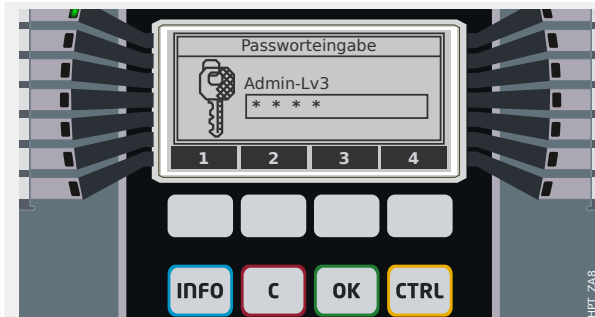 Passworteingabe
Admin-Lv3
* * * *
1 2 3 4
INFO C OK CTRL
HPT_ZA8